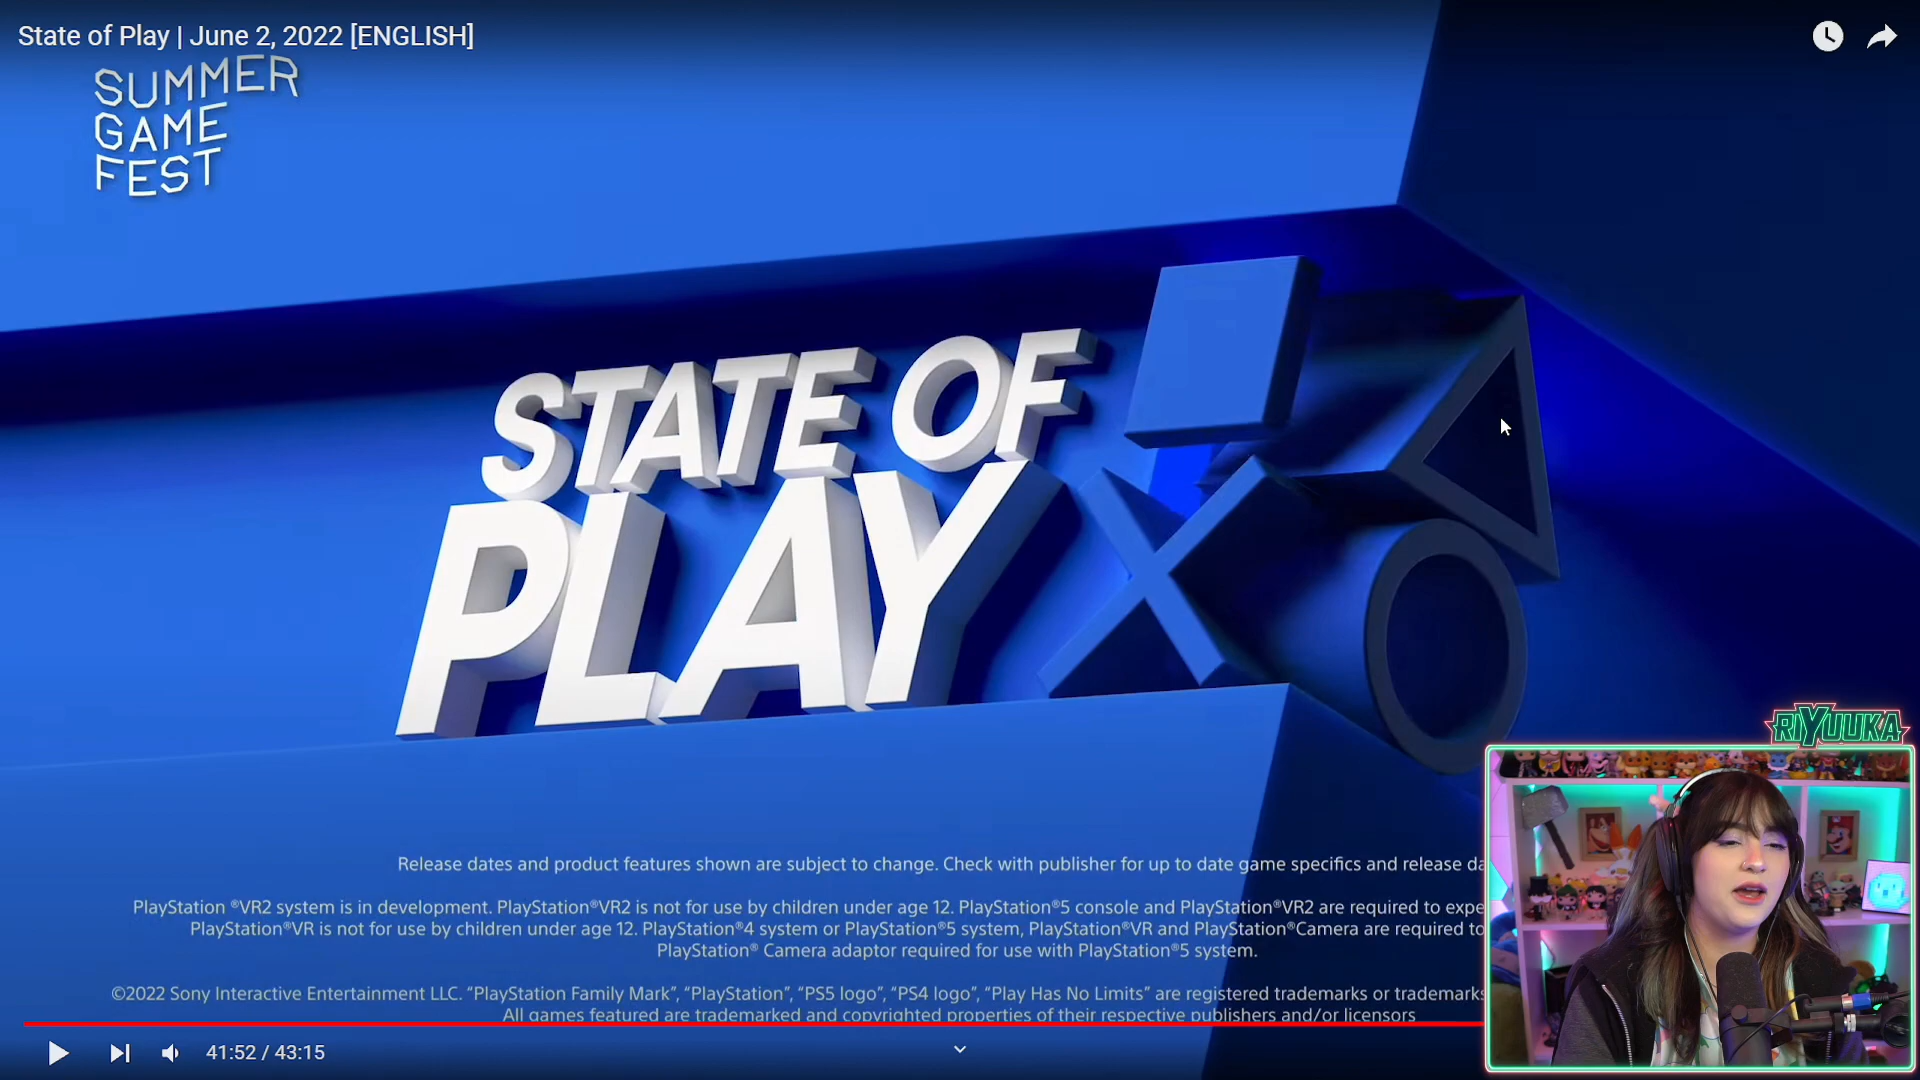 State of Play | June 2, 2022 [ENGLISH]
SUMMER
GAME
FEST
STATE OF
PLAY
RIYUUKA
Release dates and product features shown are subject to change. Check with publisher for up to date game specifics and release
PlayStation ®VR2 system is in development. PlayStation®VR2 is not for use by children under age 12. PlayStation®5 console and PlayStation®VR2 are required to
PlayStation®VR is not for use by children under age 12. PlayStation®4 system or PlayStation®5 system, PlayStation®VR and PlayStation®Camera are required to
PlayStation® Camera adaptor required for use with PlayStation®5 system.
©2022 Sony Interactive Entertainment LLC. “PlayStation Family Mark”, “PlayStation”, “PS5 logo”, “PS4 logo”, “Play Has No Limits” are registered trademarks or trademarks
All games featured are trademarked and copyrighted properties of their respective publishers and/or licensors
41:52 / 43:15